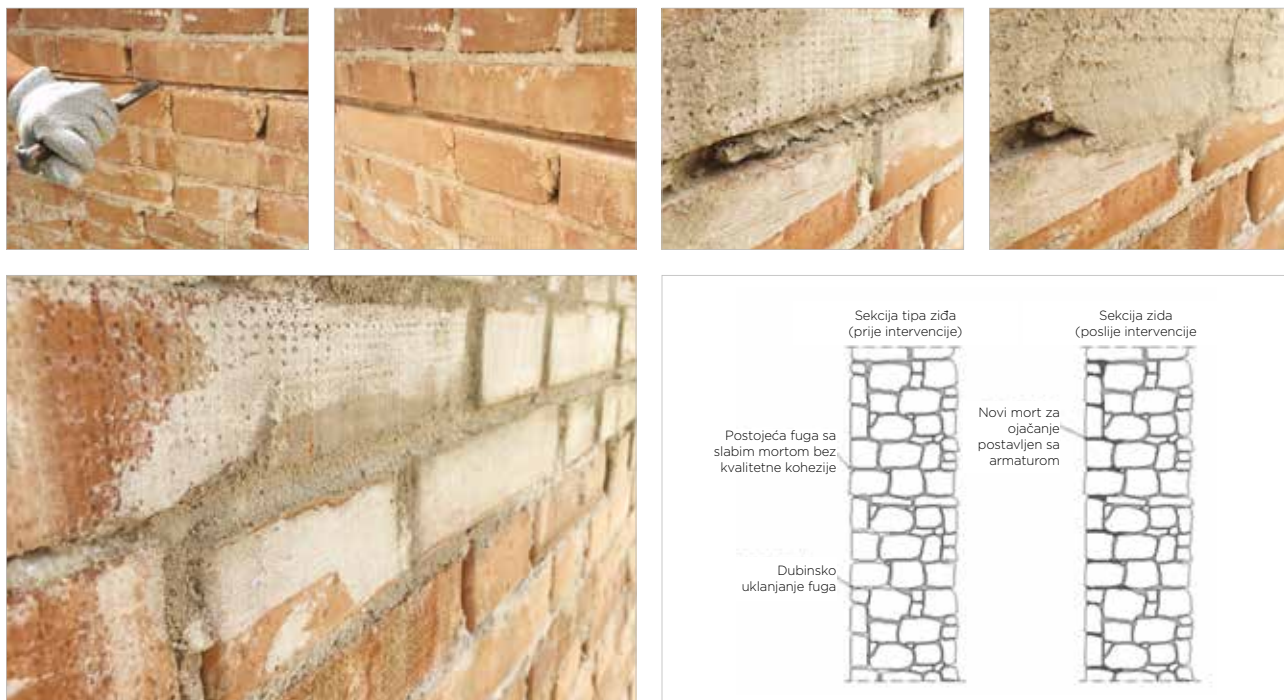 Sekcija tipa ziđa
(prije intervencije)
Sekcija zida
(poslije intervencije
Postojeća fuga sa
slabim mortom bez
kvalitetne kohezije
Novi mort za
ojačanje
postavljen sa
armaturom
Dubinsko
uklanjanje fuga